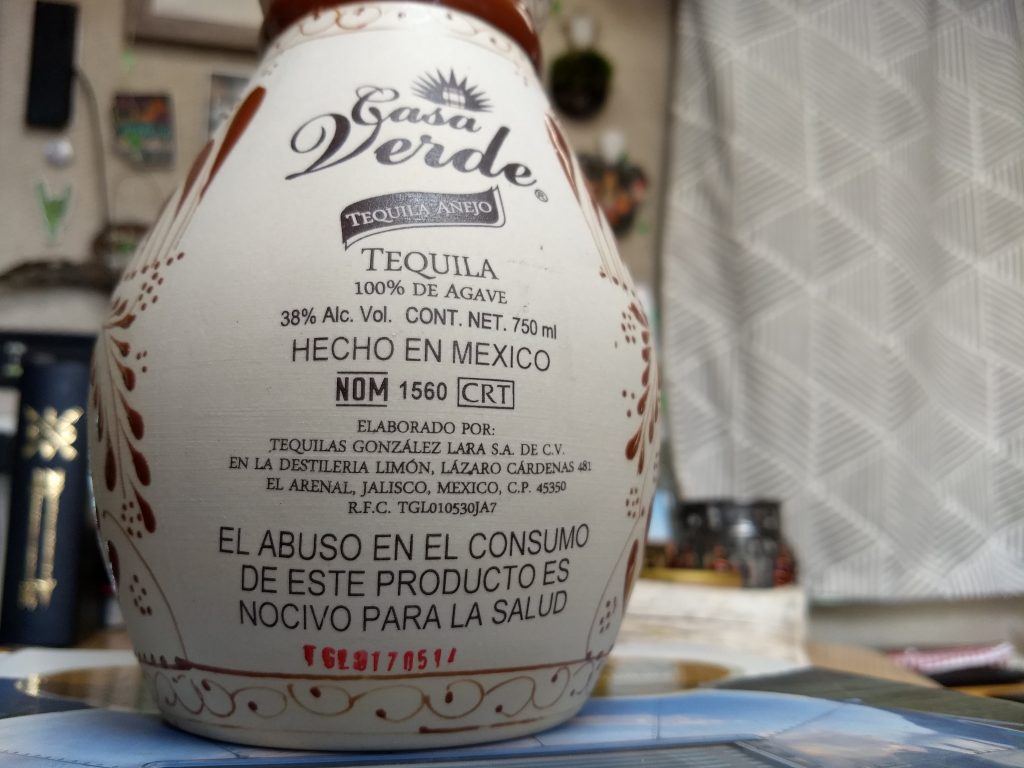 Casa
Verde®
TEQUILA AÑEJO
TEQUILA
100% DE AGAVE
38% Alc. Vol. CONT. NET. 750 ml
HECHO EN MEXICO
NOM 1560 CRT
ELABORADO POR:
TEQUILAS GONZÁLEZ LARA S.A. DE C.V.
EN LA DESTILERIA LIMÓN, LÁZARO CÁRDENAS 481
EL ARENAL, JALISCO, MEXICO, C.P. 45350
R.F.C. TGL010530JA7
EL ABUSO EN EL CONSUMO
DE ESTE PRODUCTO ES
NOCIVO PARA LA SALUD